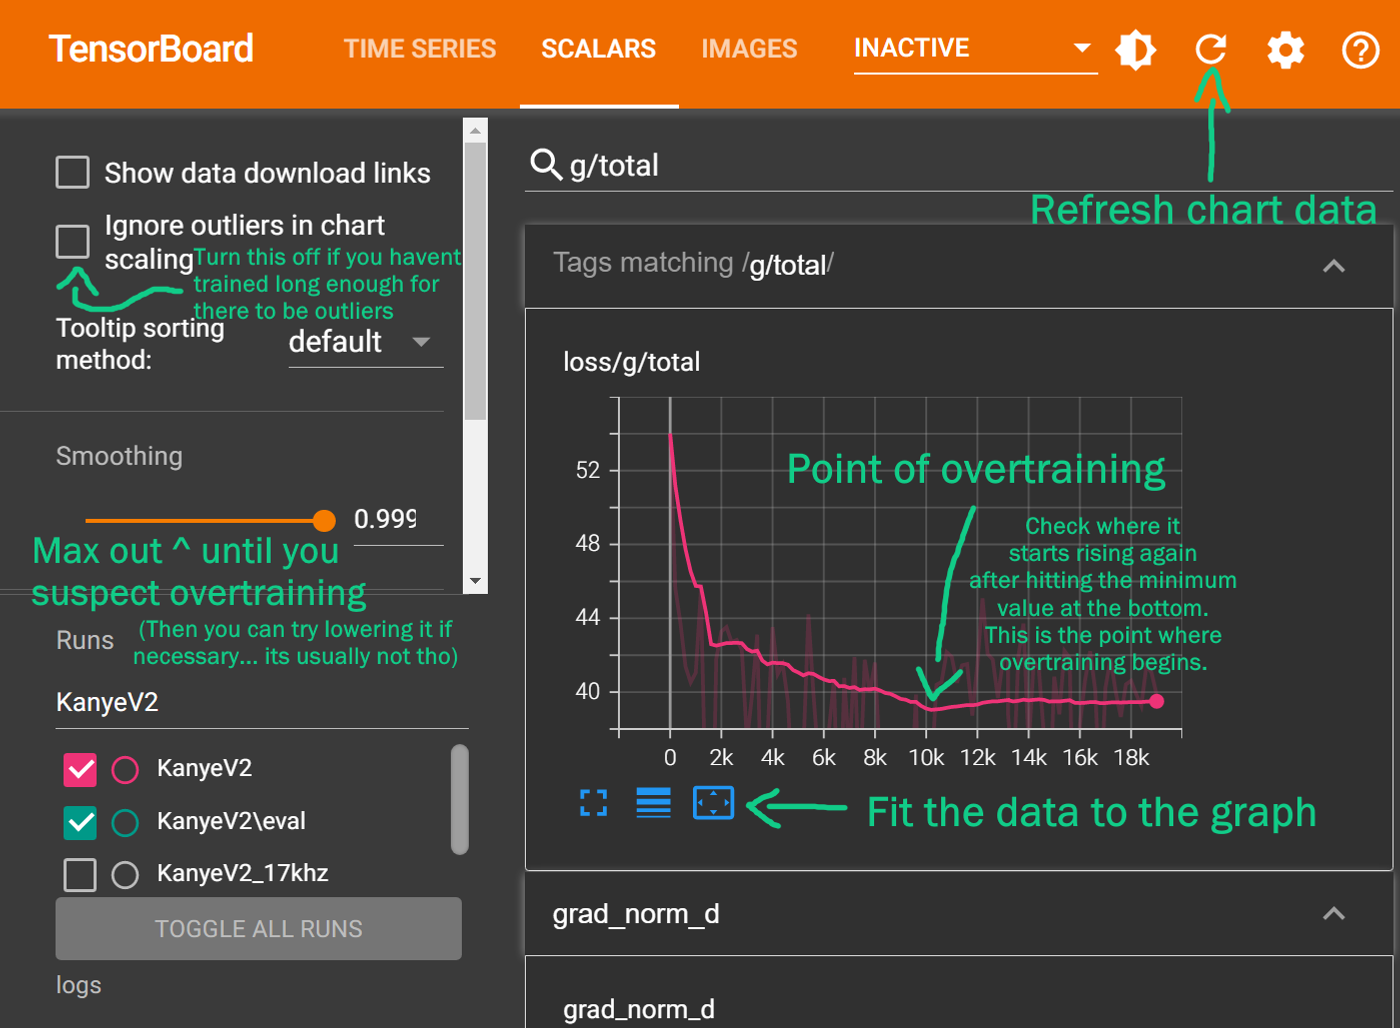 TensorBoard
TIME SERIES
SCALARS
IMAGES
INACTIVE
Show data download links
Ignore outliers in chart
scaling
Turn this off if you havent
trained long enough for
there to be outliers
Tooltip sorting
method:
default
Smoothing
0.999
Max out ^ until you
suspect overtraining
(Then you can try lowering it if
necessary... its usually not tho)
Runs
KanyeV2
KanyeV2
KanyeV2\eval
KanyeV2_17khz
TOGGLE ALL RUNS
logs
g/total
Refresh chart data
Tags matching /g/total/
loss/g/total
52
48
44
40
0 2k 4k 6k 8k 10k 12k 14k 16k 18k
Point of overtraining
Check where it
starts rising again
after hitting the minimum
value at the bottom.
This is the point where
overtraining begins.
Fit the data to the graph
grad_norm_d
grad_norm_d